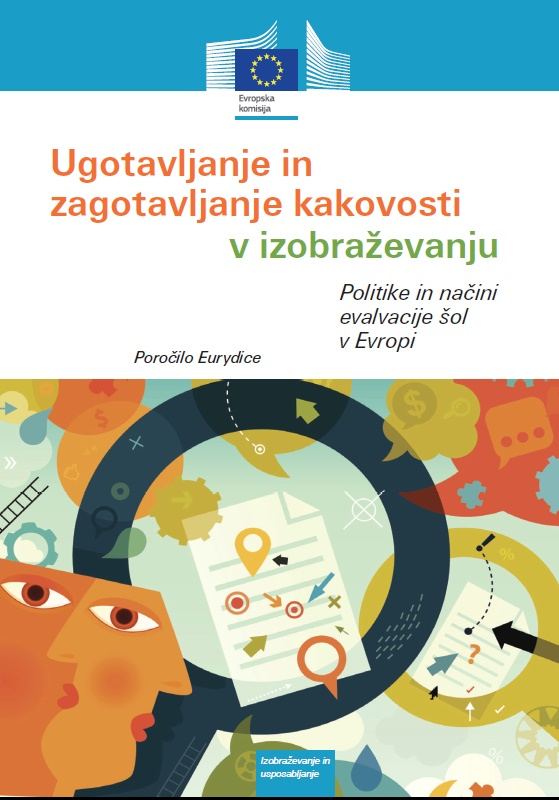 Evropska
komisija
Ugotavljanje in
zagotavljanje kakovosti
v izobraževanju
Politike in načini
evalvacije šol
v Evropi
Poročilo Eurydice
Izobraževanje in
usposabljanje